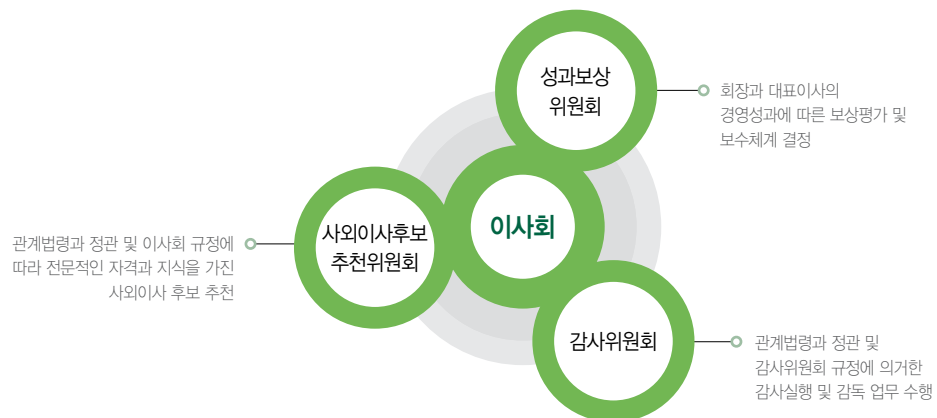 성과보상
위원회
회장과 대표이사의
경영성과에 따른 보상평가 및
보수체계 결정
이사회
사외이사후보
추천위원회
관계법령과 정관 및 이사회 규정에
따라 전문적인 자격과 지식을 가진
사외이사 후보 추천
감사위원회
관계법령과 정관 및
감사위원회 규정에 의거한
감사실행 및 감독 업무 수행